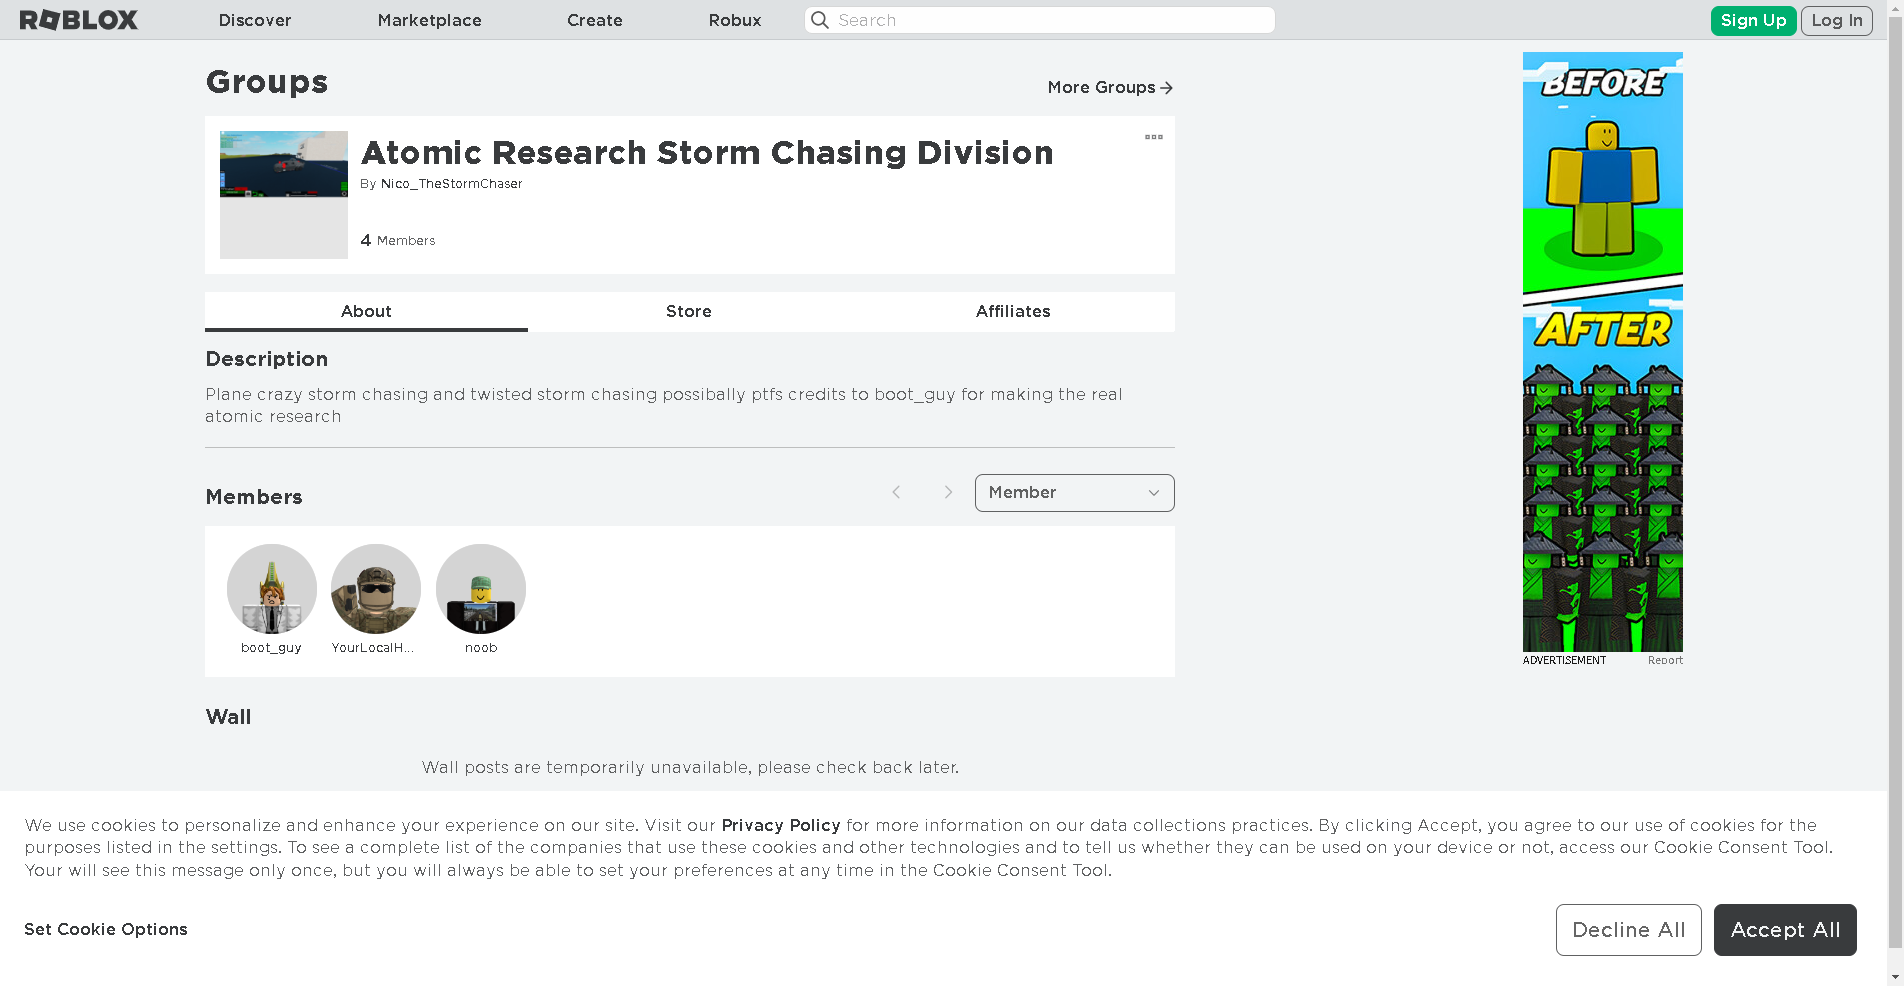 ROBLOX
Discover
Marketplace
Create
Robux
Search
Sign Up
Log In
Groups
More Groups
Atomic Research Storm Chasing Division
By Nico_TheStormChaser
4 Members
About
Store
Affiliates
Description
Plane crazy storm chasing and twisted storm chasing possibally ptfs credits to boot_guy for making the real
atomic research
Members
Member
boot_guy
YourLocalH...
noob
Wall
Wall posts are temporarily unavailable, please check back later.
BEFORE
AFTER
ADVERTISEMENT
Report
We use cookies to personalize and enhance your experience on our site. Visit our Privacy Policy for more information on our data collections practices. By clicking Accept, you agree to our use of cookies for the
purposes listed in the settings. To see a complete list of the companies that use these cookies and other technologies and to tell us whether they can be used on your device or not, access our Cookie Consent Tool.
Your will see this message only once, but you will always be able to set your preferences at any time in the Cookie Consent Tool.
Set Cookie Options
Decline All
Accept All